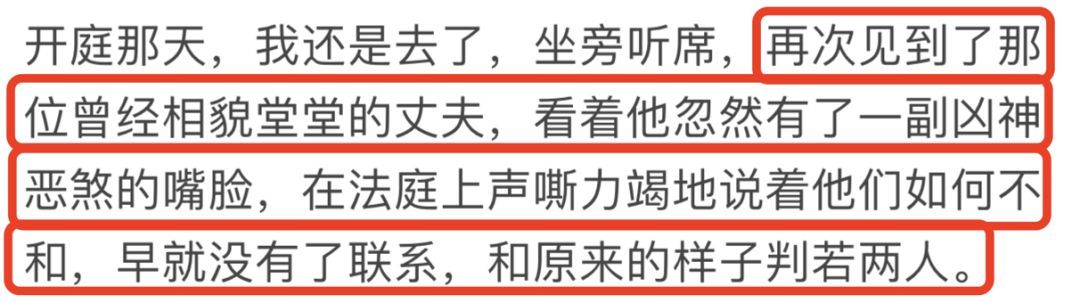 开庭那天，我还是去了，坐旁听席，再次见到了那
位曾经相貌堂堂的丈夫，看着他忽然有了一副凶神
恶煞的嘴脸，在法庭上声嘶力竭地说着他们如何不
和，早就没有了联系，和原来的样子判若两人。